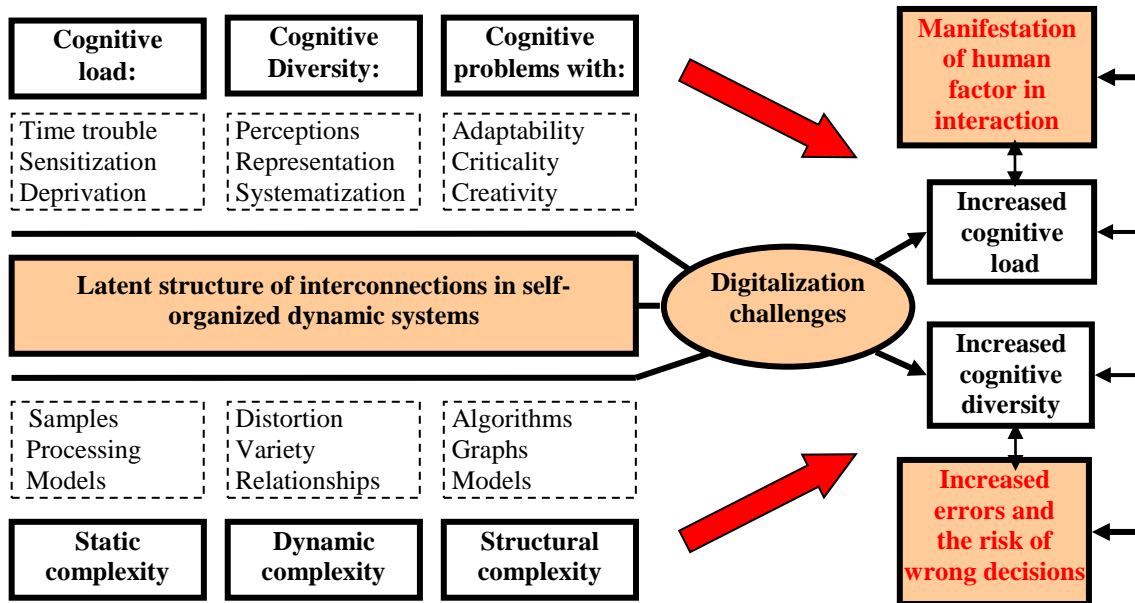 Cognitive
load:
Cognitive
Diversity:
Cognitive
problems with:
Time trouble
Sensitization
Deprivation
Perceptions
Representation
Systematization
Adaptability
Criticality
Creativity
Latent structure of interconnections in self-
organized dynamic systems
Samples
Processing
Models
Distortion
Variety
Relationships
Algorithms
Graphs
Models
Static
complexity
Dynamic
complexity
Structural
complexity
Digitalization
challenges
Manifestation
of human
factor in
interaction
Increased
cognitive
load
Increased
cognitive
diversity
Increased
errors and
the risk of
wrong decisions